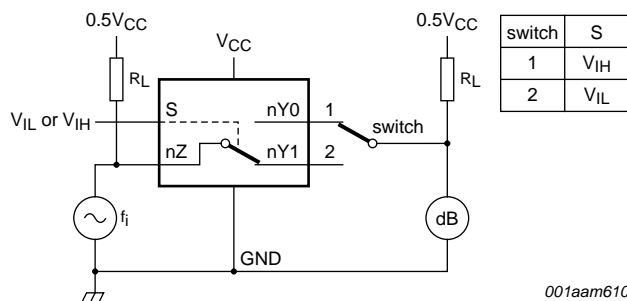 0.5VCC
VCC
0.5VCC
switch S
1 VIH
2 VIL
RL
RL
VIL or VIH
S
nY0
1
switch
nZ
nY1
2
fi
dB
GND
001aam610